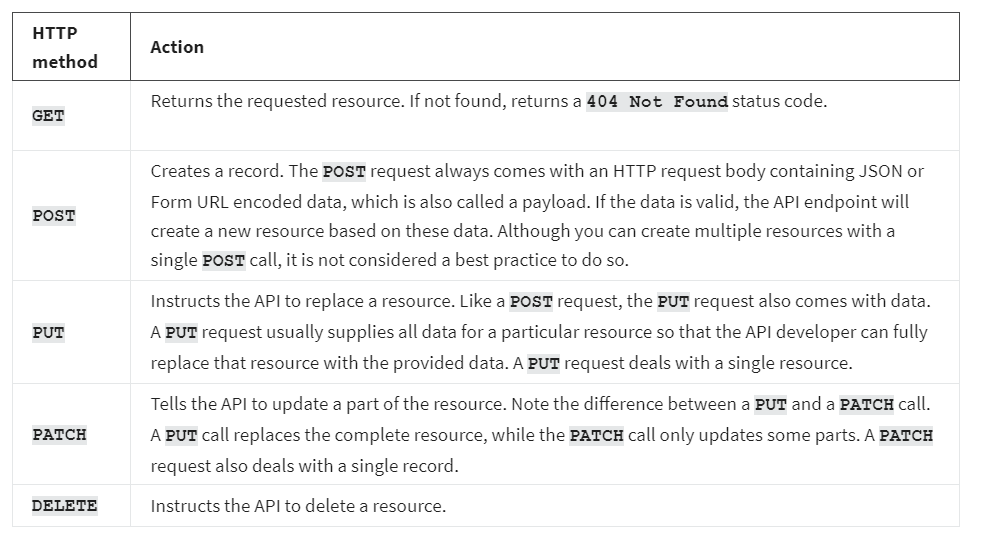 HTTP
method
Action
GET
Returns the requested resource. If not found, returns a 404 Not Found status code.
POST
Creates a record. The POST request always comes with an HTTP request body containing JSON or
Form URL encoded data, which is also called a payload. If the data is valid, the API endpoint will
create a new resource based on these data. Although you can create multiple resources with a
single POST call, it is not considered a best practice to do so.
PUT
Instructs the API to replace a resource. Like a POST request, the PUT request also comes with data.
A PUT request usually supplies all data for a particular resource so that the API developer can fully
replace that resource with the provided data. A PUT request deals with a single resource.
PATCH
Tells the API to update a part of the resource. Note the difference between a PUT and a PATCH call.
A PUT call replaces the complete resource, while the PATCH call only updates some parts. A PATCH
request also deals with a single record.
DELETE
Instructs the API to delete a resource.